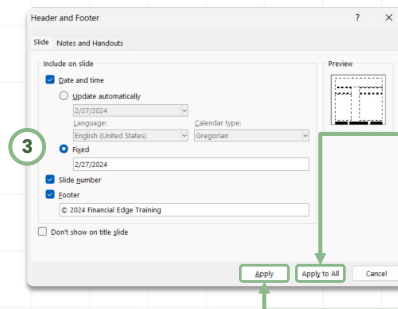 Header and Footer ? X
Slide Notes and Handouts
Include on slide Preview
Date and time
Update automatically
2/27/2024
Language: Calendar type:
English (United States) Gregorian
3
Fixed
2/27/2024
Slide number
Footer
© 2024 Financial Edge Training
Don't show on title slide
Apply Apply to All Cancel